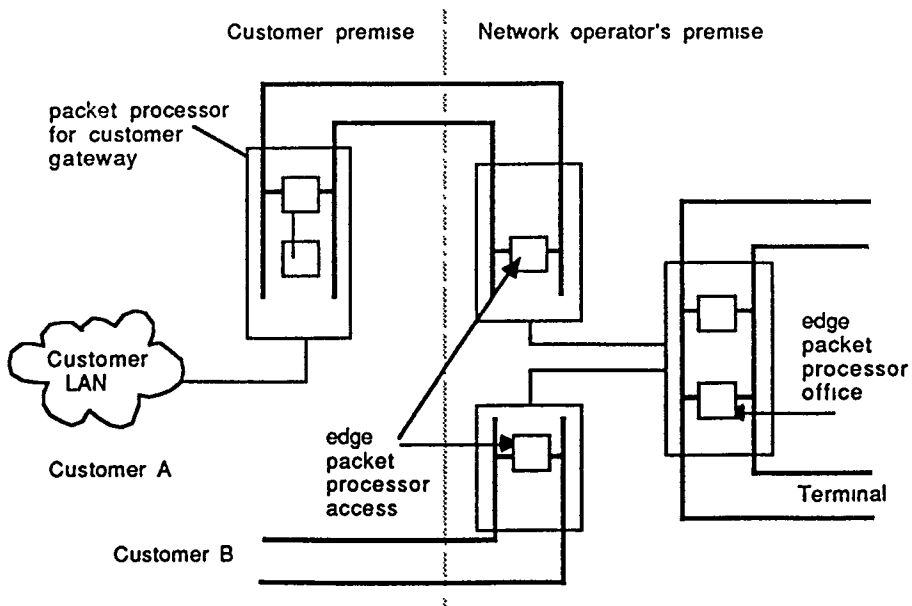 Customer premise
Network operator's premise
packet processor
for customer
gateway
Customer
LAN
Customer A
edge
packet
processor
access
edge
packet
processor
office
Terminal
Customer B